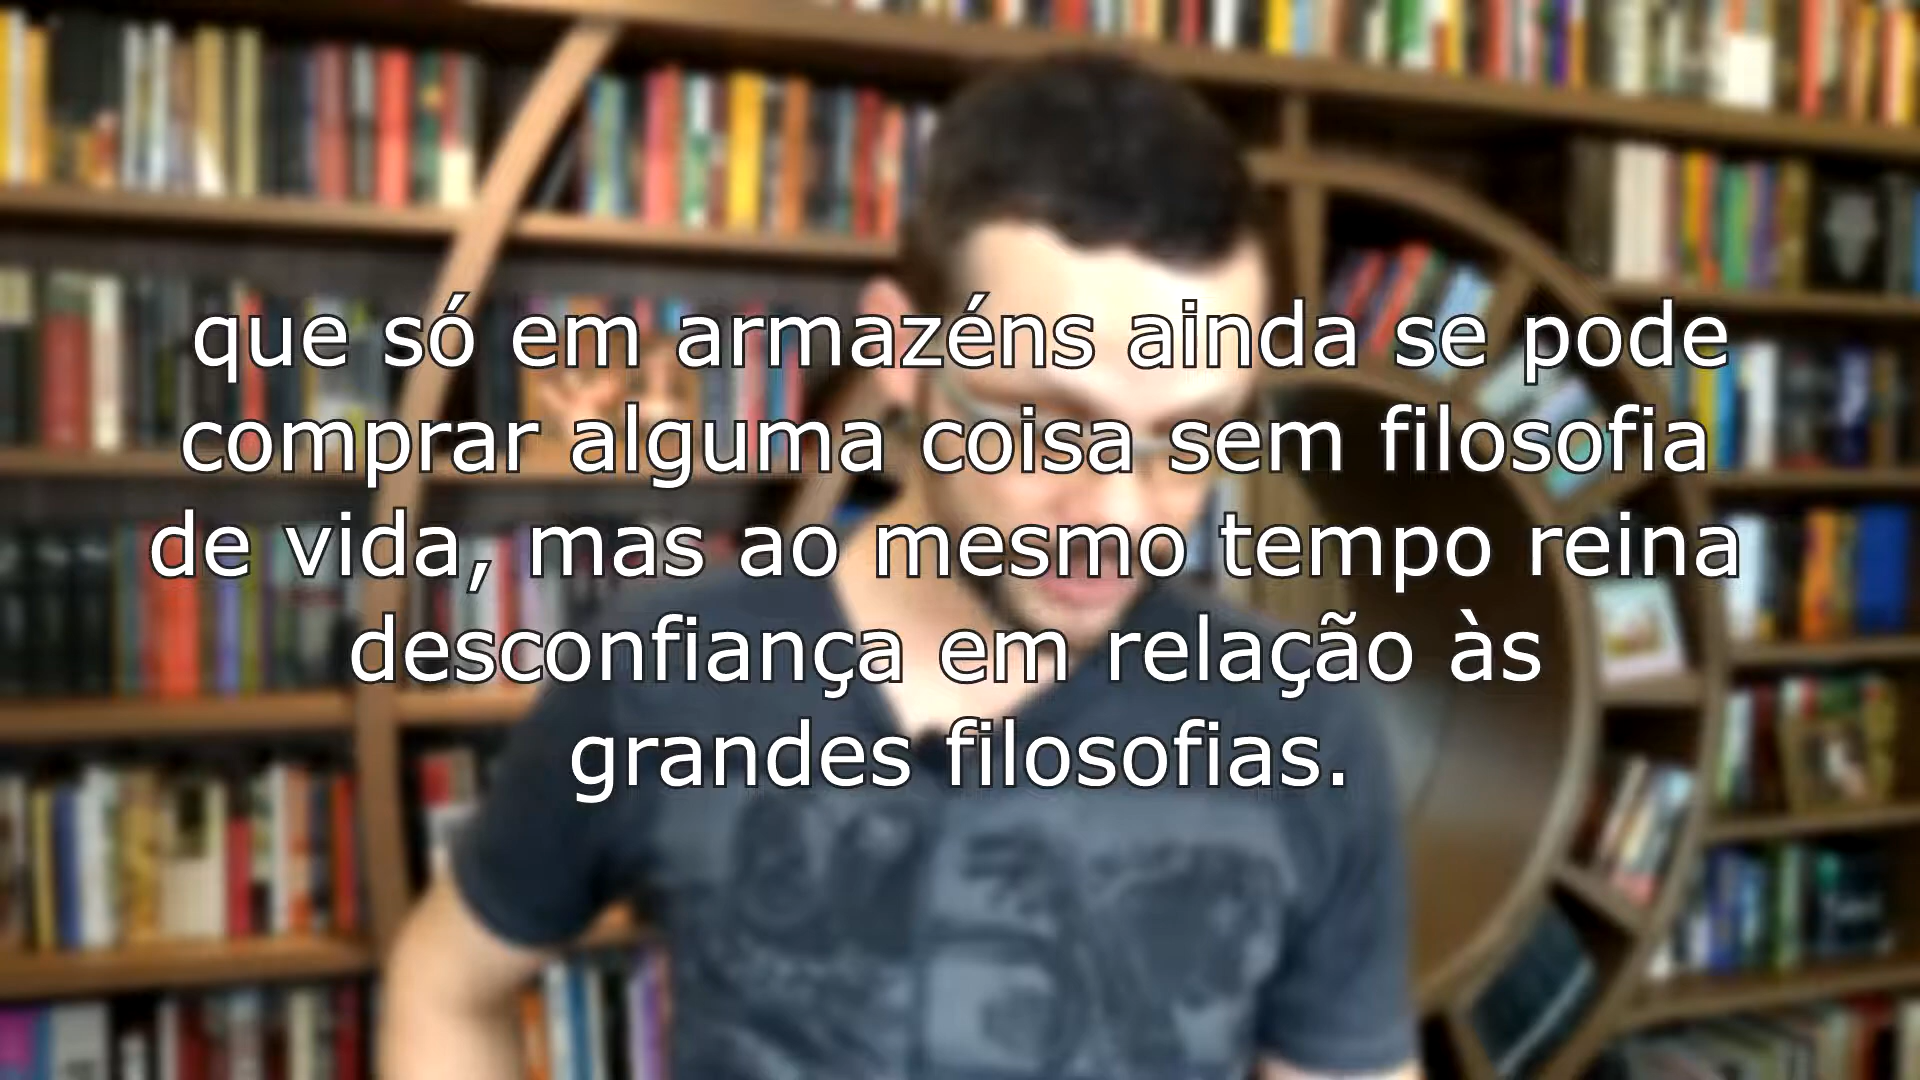 que só em armazéns ainda se pode
comprar alguma coisa sem filosofia
de vida, mas ao mesmo tempo reina
desconfiança em relação às
grandes filosofias.